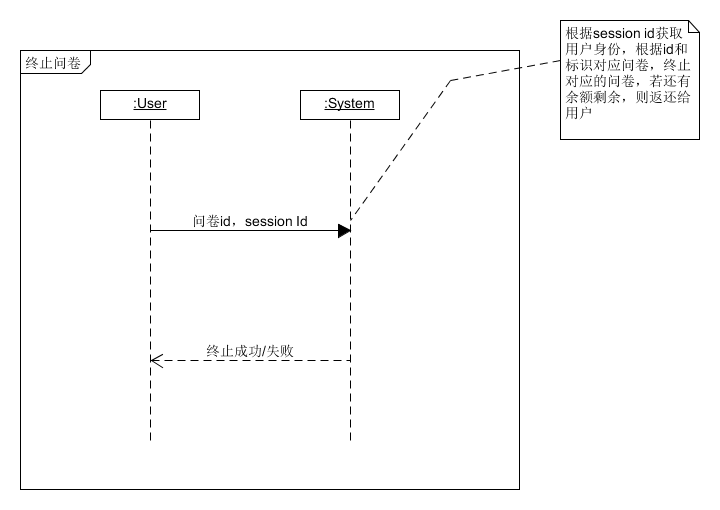 根据session id获取
用户身份，根据id和
标识对应问卷，终止
对应的问卷，若还有
余额剩余，则返还给
用户
终止问卷
:User
:System
问卷id，session Id
终止成功/失败